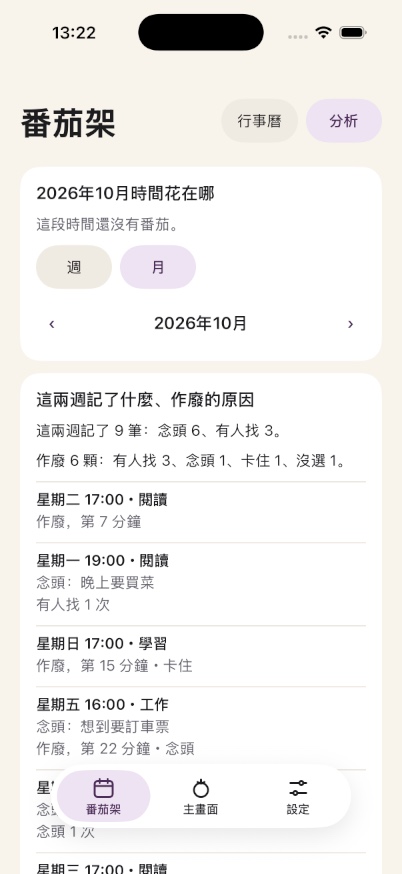 13:22
番茄架
行事曆
分析
2026年10月時間花在哪
這段時間還沒有番茄。
週
月
‹ 2026年10月 ›
這兩週記了什麼、作廢的原因
這兩週記了 9 筆：念頭 6、有人找 3。
作廢 6 顆：有人找 3、念頭 1、卡住 1、沒選 1。
星期二 17:00・閱讀
作廢，第 7 分鐘
星期一 19:00・閱讀
念頭：晚上要買菜
有人找 1 次
星期日 17:00・學習
作廢，第 15 分鐘・卡住
星期五 16:00・工作
念頭：想到要訂車票
作廢，第 22 分鐘・念頭
念頭 1 次
番茄架
主畫面
設定
星期三 17:00・閱讀